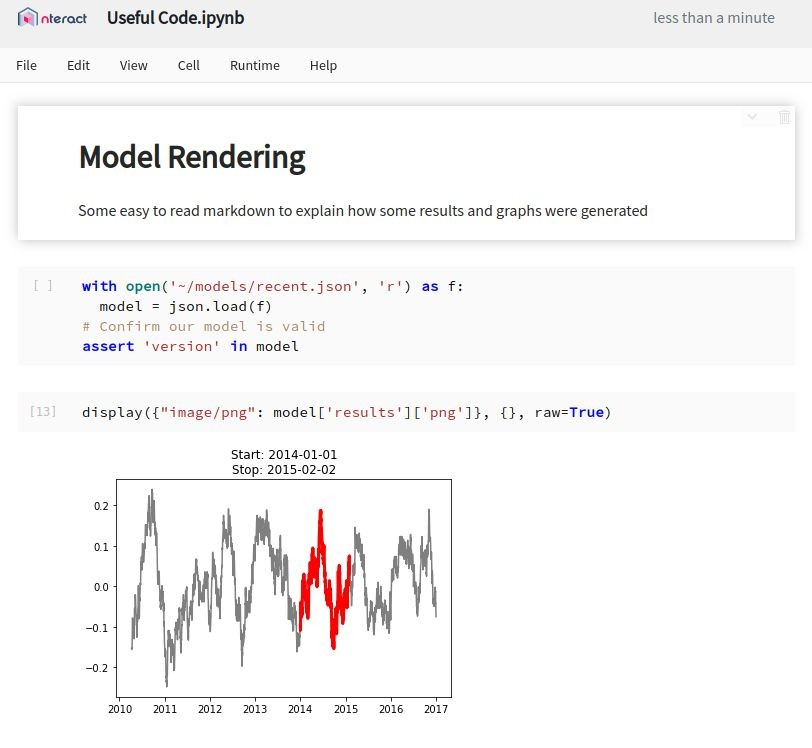 nteract Useful Code.ipynb less than a minute
File Edit View Cell Runtime Help
Model Rendering
Some easy to read markdown to explain how some results and graphs were generated
[ ] with open('~/models/recent.json', 'r') as f:
model = json.load(f)
# Confirm our model is valid
assert 'version' in model
[13] display({"image/png": model['results']['png']}, {}, raw=True)
Start: 2014-01-01
Stop: 2015-02-02
0.2
0.1
0.0
−0.1
−0.2
2010 2011 2012 2013 2014 2015 2016 2017